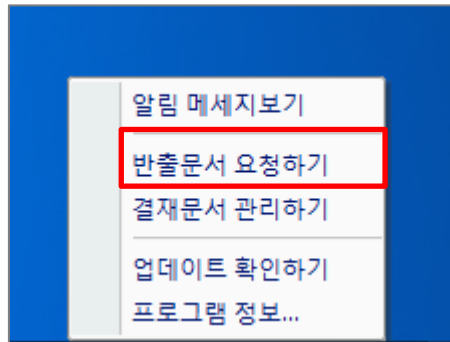 알림 메세지보기
반출문서 요청하기
결재문서 관리하기
업데이트 확인하기
프로그램 정보...